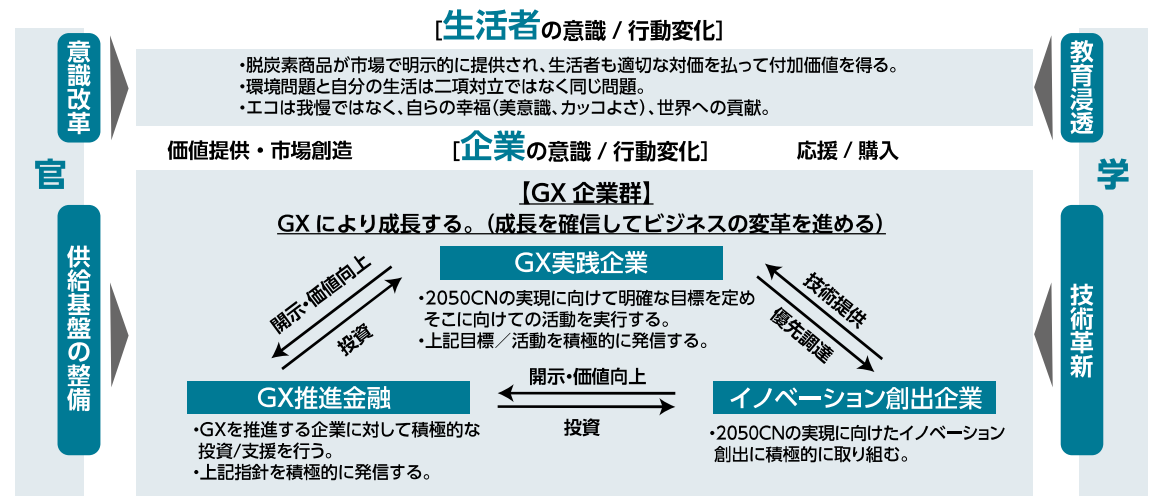 [生活者の意識 / 行動変化]
意識改革
・脱炭素商品が市場で明示的に提供され、生活者も適切な対価を払って付加価値を得る。
・環境問題と自分の生活は二項対立ではなく同じ問題。
・エコは我慢ではなく、自らの幸福（美意識、カッコよさ）、世界への貢献。
教育浸透
価値提供・市場創造
[企業の意識 / 行動変化]
応援 / 購入
官
学
【GX 企業群】
GX により成長する。（成長を確信してビジネスの変革を進める）
供給基盤の整備
技術革新
GX実践企業
・2050CNの実現に向けて明確な目標を定め
そこに向けての活動を実行する。
・上記目標／活動を積極的に発信する。
開示・価値向上
投資
技術提供
優先調達
GX推進金融
・GXを推進する企業に対して積極的な
投資/支援を行う。
・上記指針を積極的に発信する。
開示・価値向上
投資
イノベーション創出企業
・2050CNの実現に向けたイノベーション
創出に積極的に取り組む。